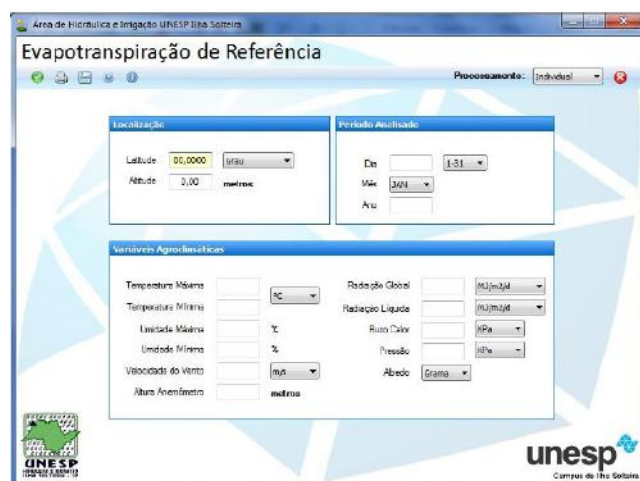 Área de Hidráulica e Irrigação UNESP Ilha Solteira
Evapotranspiração de Referência
Processamento: Individual
Localização
Latitude 00,0000 Grau
Altitude 0,00 metros
Período Analisado
Dia 1-31
Mês JAN
Ano
Variáveis Agroclimáticas
Temperatura Máxima ºC
Temperatura Mínima
Umidade Máxima %
Umidade Mínima %
Velocidade do Vento m/s
Altura Anemômetro metros
Radiação Global MJ/m2/d
Radiação Líquida MJ/m2/d
Fluxo Calor KPa
Pressão KPa
Albedo Grama
UNESP
unesp
Campus de Ilha Solteira